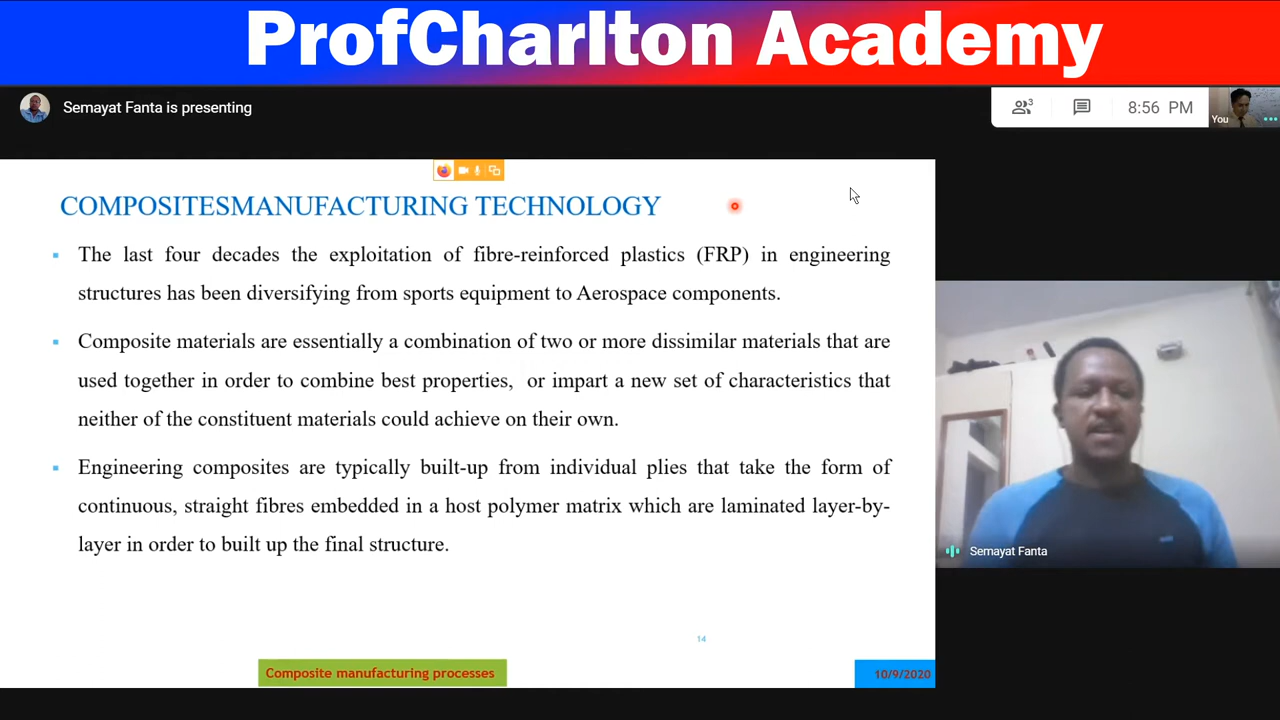 ProfCharlton Academy
Semayat Fanta is presenting
3
8:56 PM
You
COMPOSITESMANUFACTURING TECHNOLOGY
The last four decades the exploitation of fibre-reinforced plastics (FRP) in engineering
structures has been diversifying from sports equipment to Aerospace components.
Composite materials are essentially a combination of two or more dissimilar materials that are
used together in order to combine best properties, or impart a new set of characteristics that
neither of the constituent materials could achieve on their own.
Engineering composites are typically built-up from individual plies that take the form of
continuous, straight fibres embedded in a host polymer matrix which are laminated layer-by-
layer in order to built up the final structure.
Semayat Fanta
14
Composite manufacturing processes
10/9/2020